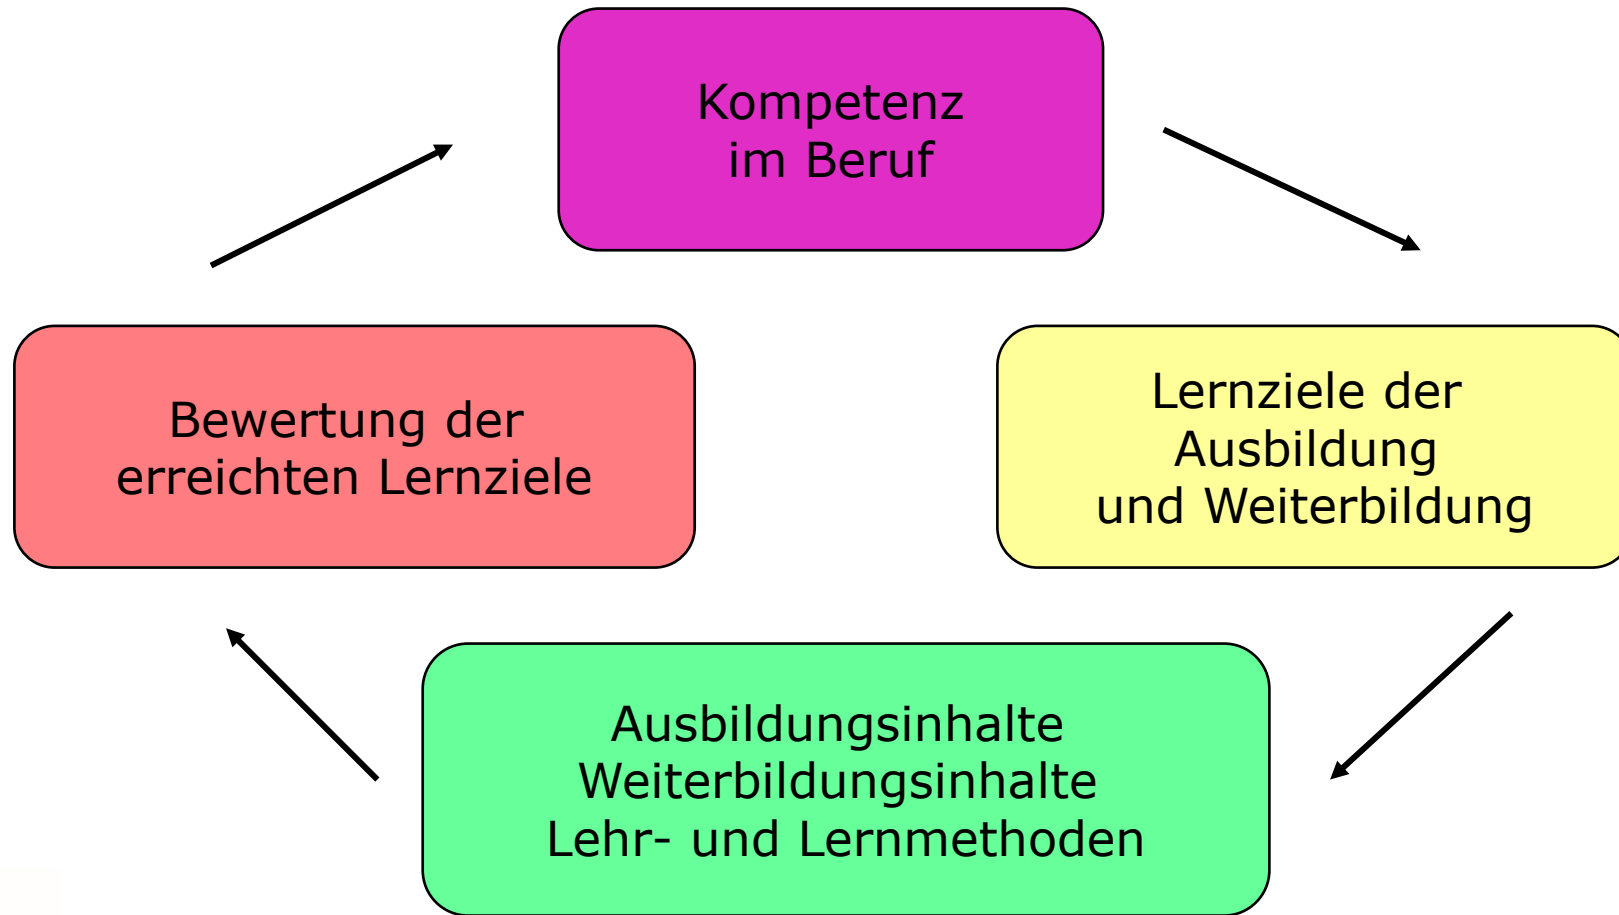 Kompetenz
im Beruf
Bewertung der
erreichten Lernziele
Lernziele der
Ausbildung
und Weiterbildung
Ausbildungsinhalte
Weiterbildungsinhalte
Lehr- und Lernmethoden